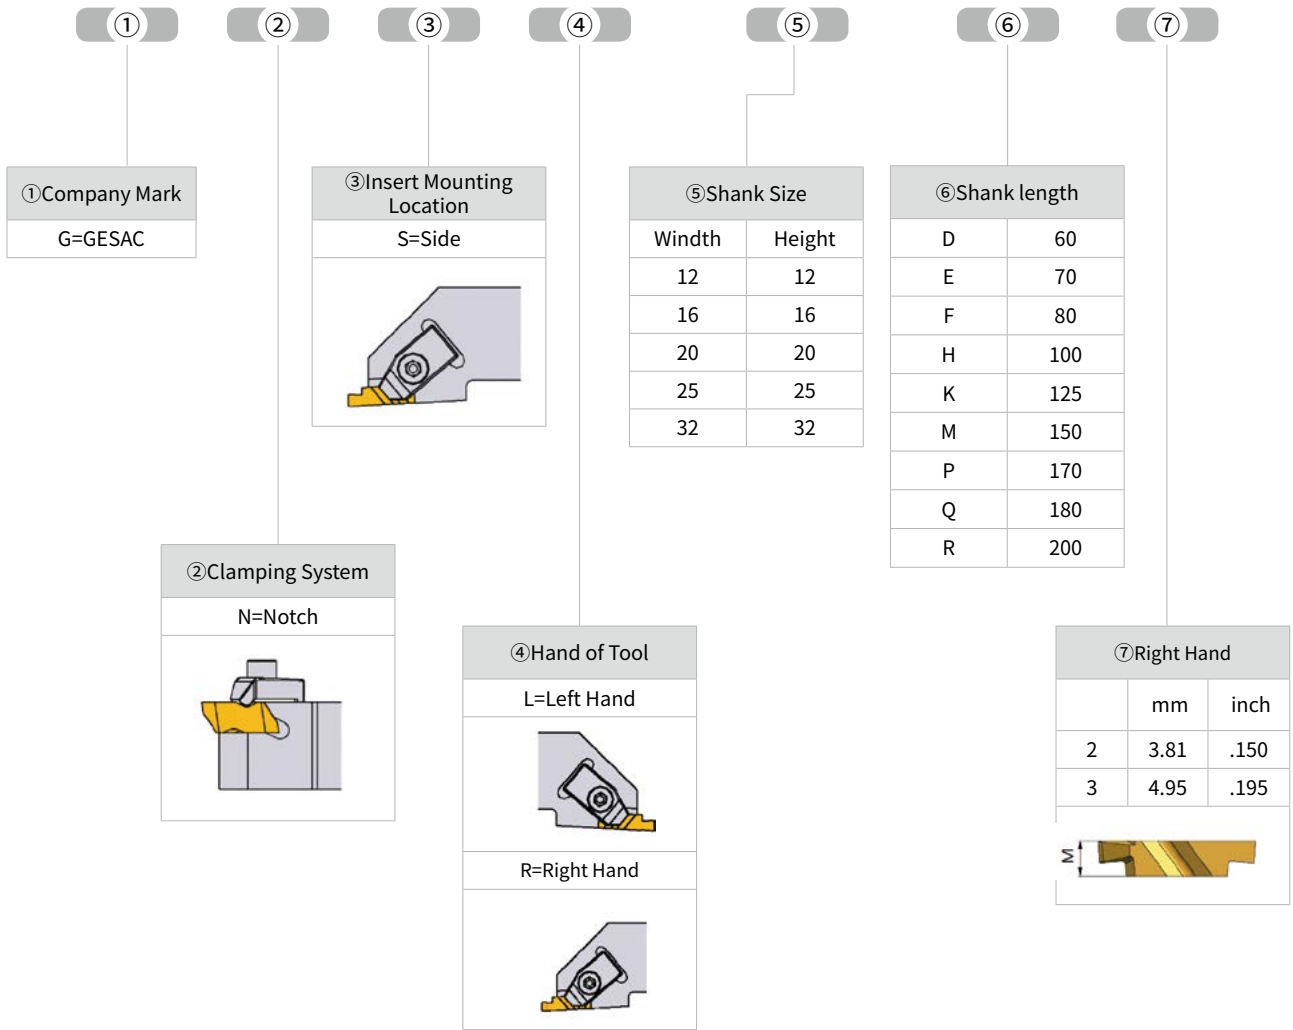 ① ② ③ ④ ⑤ ⑥ ⑦
①Company Mark
G=GESAC
③Insert Mounting
Location
S=Side
⑤Shank Size
Windth Height
12 12
16 16
20 20
25 25
32 32
⑥Shank length
D 60
E 70
F 80
H 100
K 125
M 150
P 170
Q 180
R 200
②Clamping System
N=Notch
④Hand of Tool
L=Left Hand
R=Right Hand
⑦Right Hand
mm inch
2 3.81 .150
3 4.95 .195
M